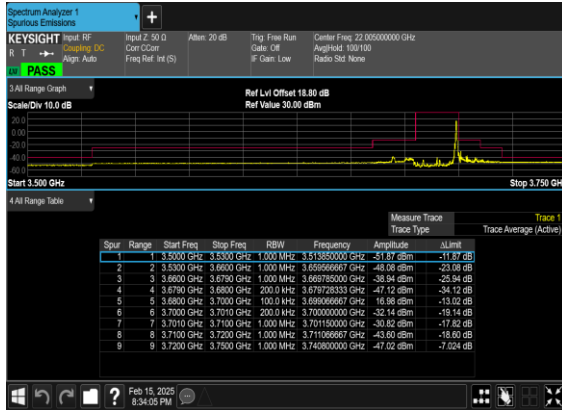 Spectrum Analyzer 1
Spurious Emissions
+
KEYSIGHT
R T
LU PASS
Input: RF
Coupling: DC
Align: Auto
Input Z: 50 Ω
Corr CCorr
Freq Ref: Int (S)
Atten: 20 dB
Trig: Free Run
Gate: Off
IF Gain: Low
Center Freq: 22.005000000 GHz
Avg|Hold: 100/100
Radio Std: None
3 All Range Graph
Ref Lvl Offset 18.80 dB
Scale/Div 10.0 dB
Ref Value 30.00 dBm
20.0
0.00
-20.0
-40.0
-60.0
Start 3.500 GHz
Stop 3.750 GH
4 All Range Table
Measure Trace Trace 1
Trace Type Trace Average (Active)
Spur Range Start Freq Stop Freq RBW Frequency Amplitude ΔLimit
1 1 3.5000 GHz 3.5300 GHz 1.000 MHz 3.513850000 GHz -51.87 dBm -11.87 dB
2 2 3.5300 GHz 3.6600 GHz 1.000 MHz 3.659566667 GHz -48.08 dBm -23.08 dB
3 3 3.6600 GHz 3.6790 GHz 1.000 MHz 3.669785000 GHz -38.94 dBm -25.94 dB
4 4 3.6790 GHz 3.6800 GHz 200.0 kHz 3.679728333 GHz -47.12 dBm -34.12 dB
5 5 3.6800 GHz 3.7000 GHz 100.0 kHz 3.699066667 GHz 16.98 dBm -13.02 dB
6 6 3.7000 GHz 3.7010 GHz 200.0 kHz 3.700000000 GHz -32.14 dBm -19.14 dB
7 7 3.7010 GHz 3.7100 GHz 1.000 MHz 3.701150000 GHz -30.82 dBm -17.82 dB
8 8 3.7100 GHz 3.7200 GHz 1.000 MHz 3.711066667 GHz -43.60 dBm -18.60 dB
9 9 3.7200 GHz 3.7500 GHz 1.000 MHz 3.740800000 GHz -47.02 dBm -7.024 dB
?
Feb 15, 2025
8:34:05 PM